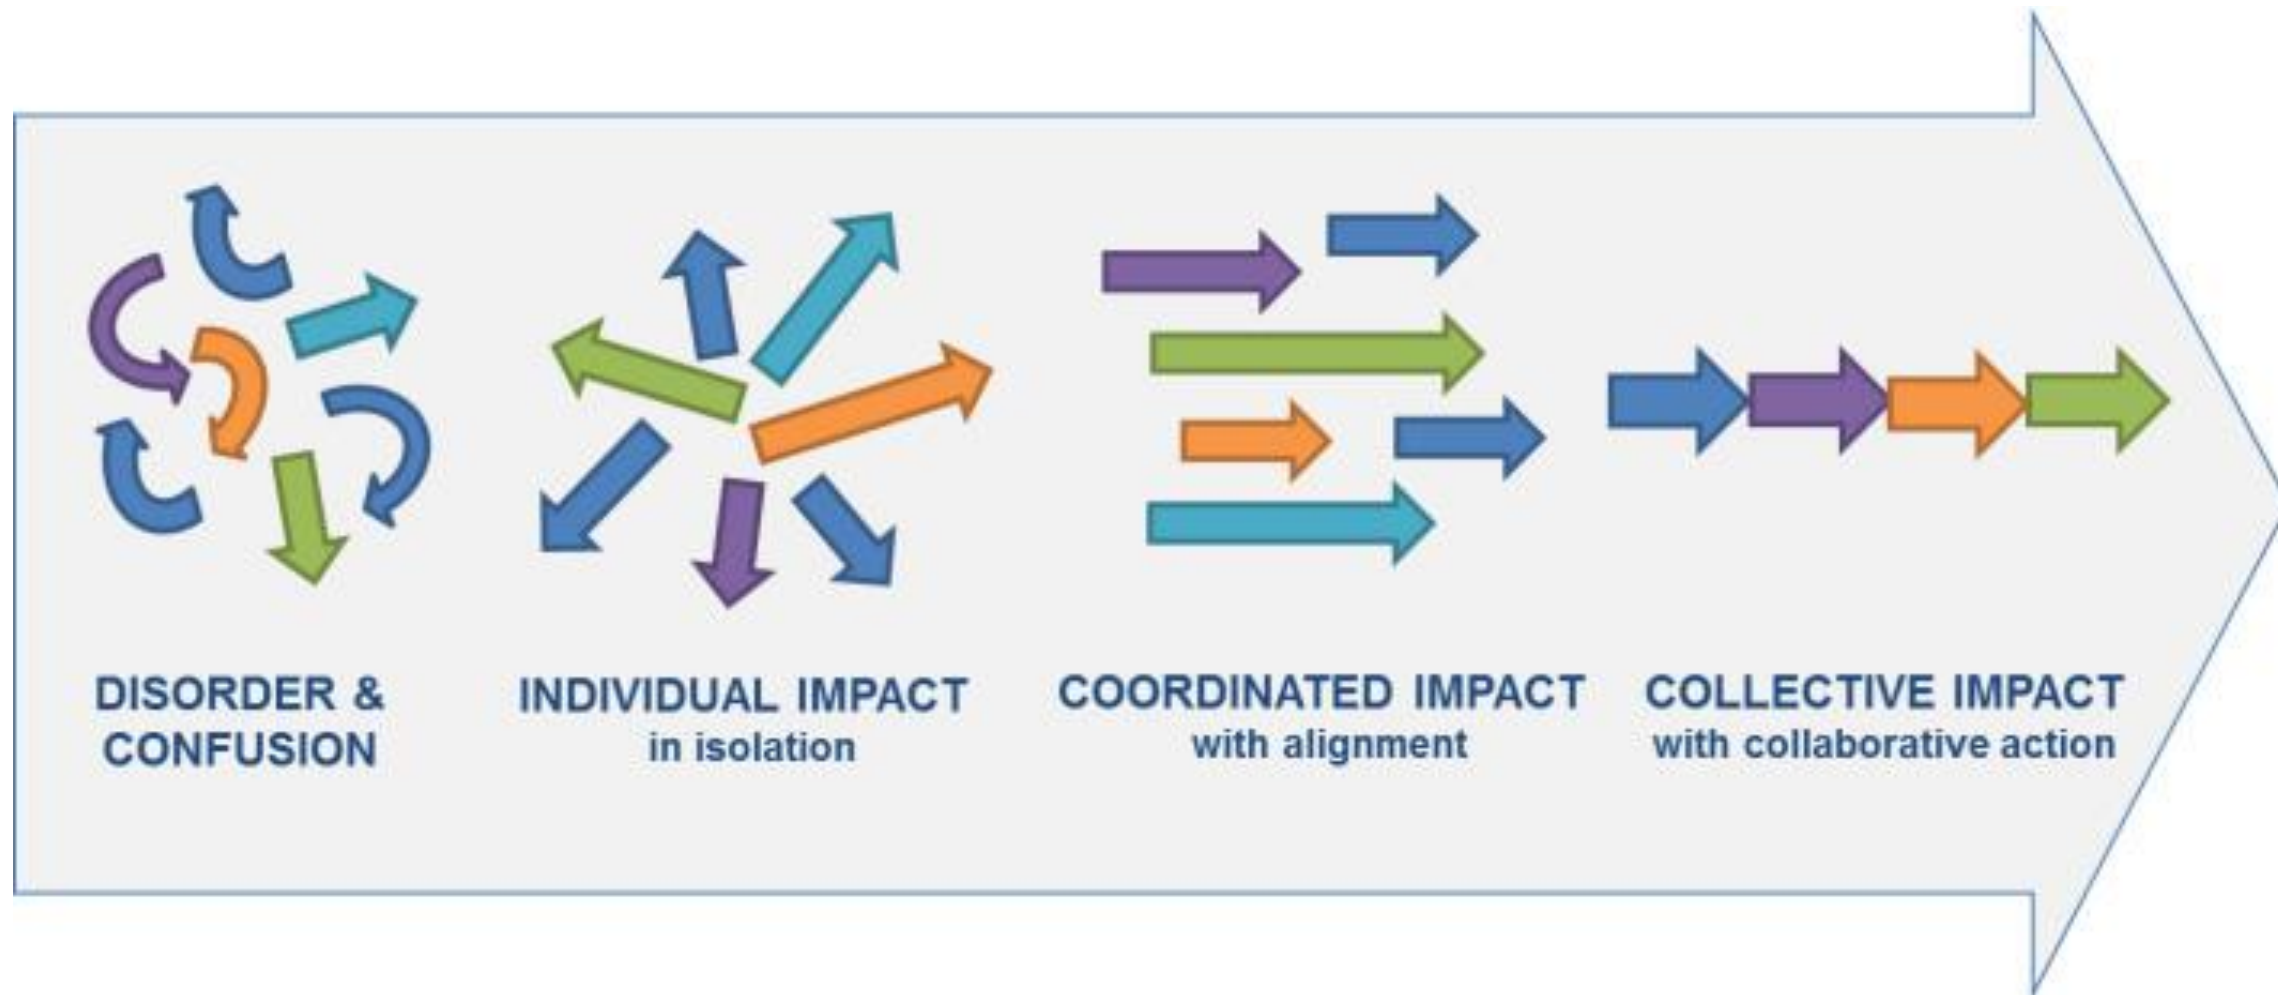 DISORDER &
CONFUSION
INDIVIDUAL IMPACT
in isolation
COORDINATED IMPACT
with alignment
COLLECTIVE IMPACT
with collaborative action